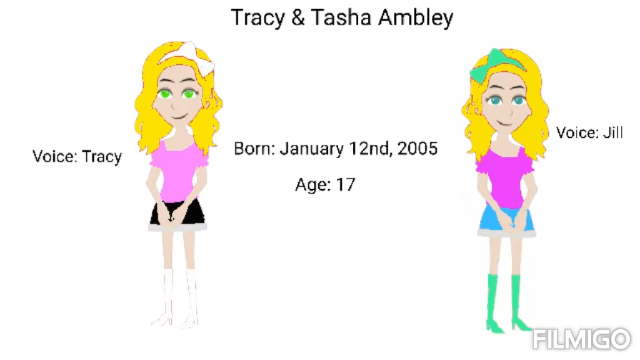 Tracy & Tasha Ambley
Voice: Tracy
Born: January 12nd, 2005
Age: 17
Voice: Jill
FILMIGO